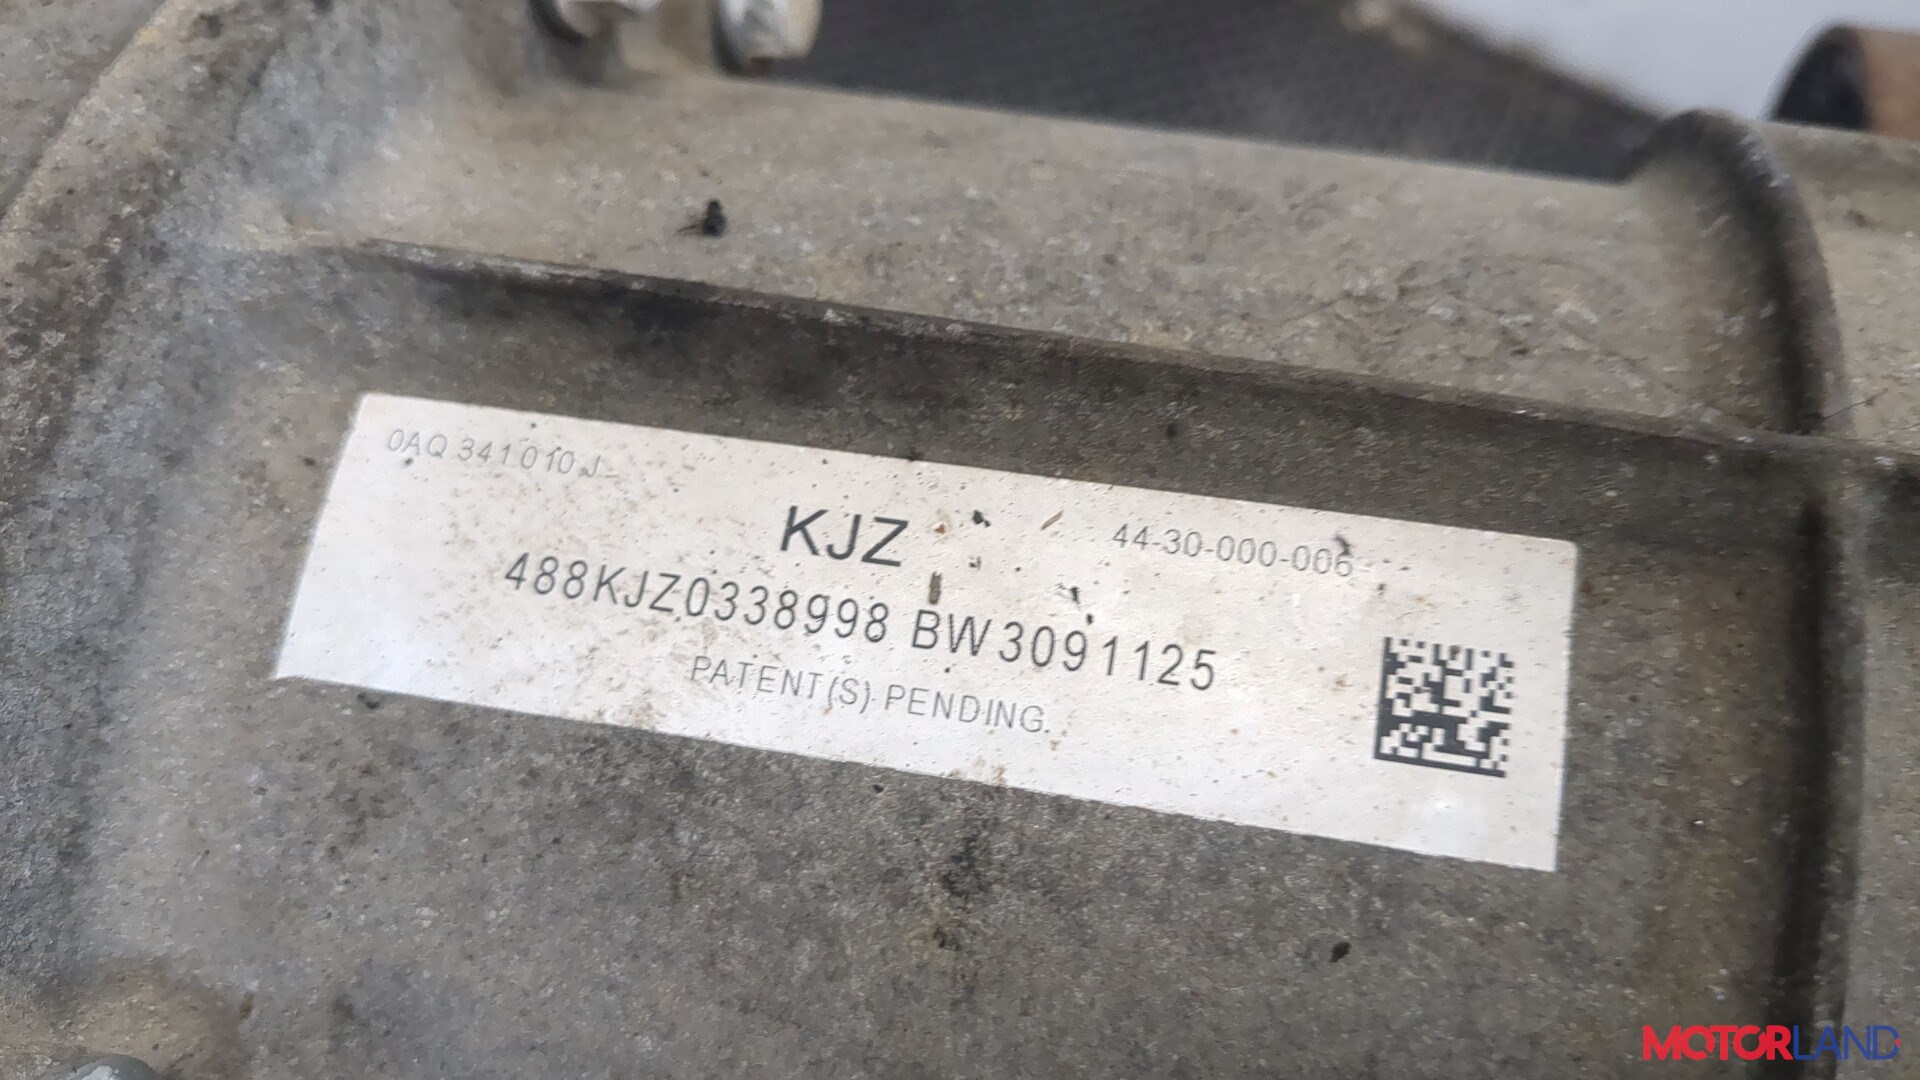 0AQ 341 010 J
KJZ
44-30-000-006
488KJZ0338998 BW3091125
PATENT(S) PENDING.
MOTORLAND